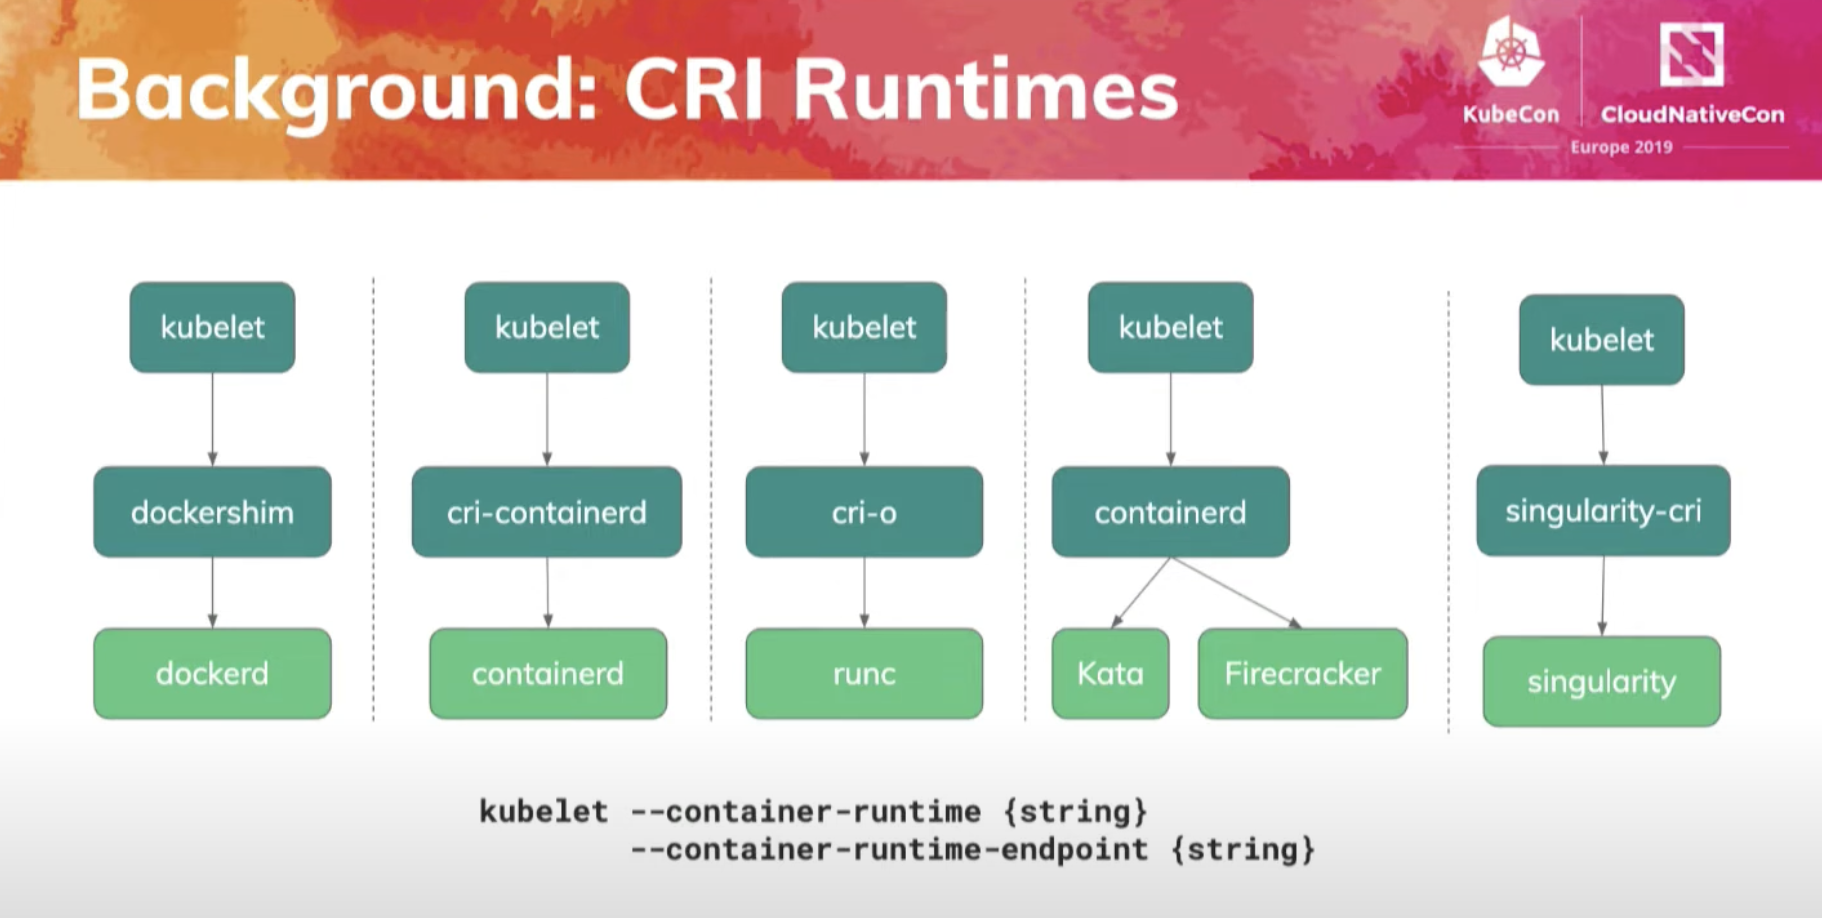 Background: CRI Runtimes
KubeCon
CloudNativeCon
Europe 2019
kubelet
kubelet
kubelet
kubelet
kubelet
dockershim
cri-containerd
cri-o
containerd
singularity-cri
dockerd
containerd
runc
Kata
Firecracker
singularity
kubelet --container-runtime {string}
--container-runtime-endpoint {string}